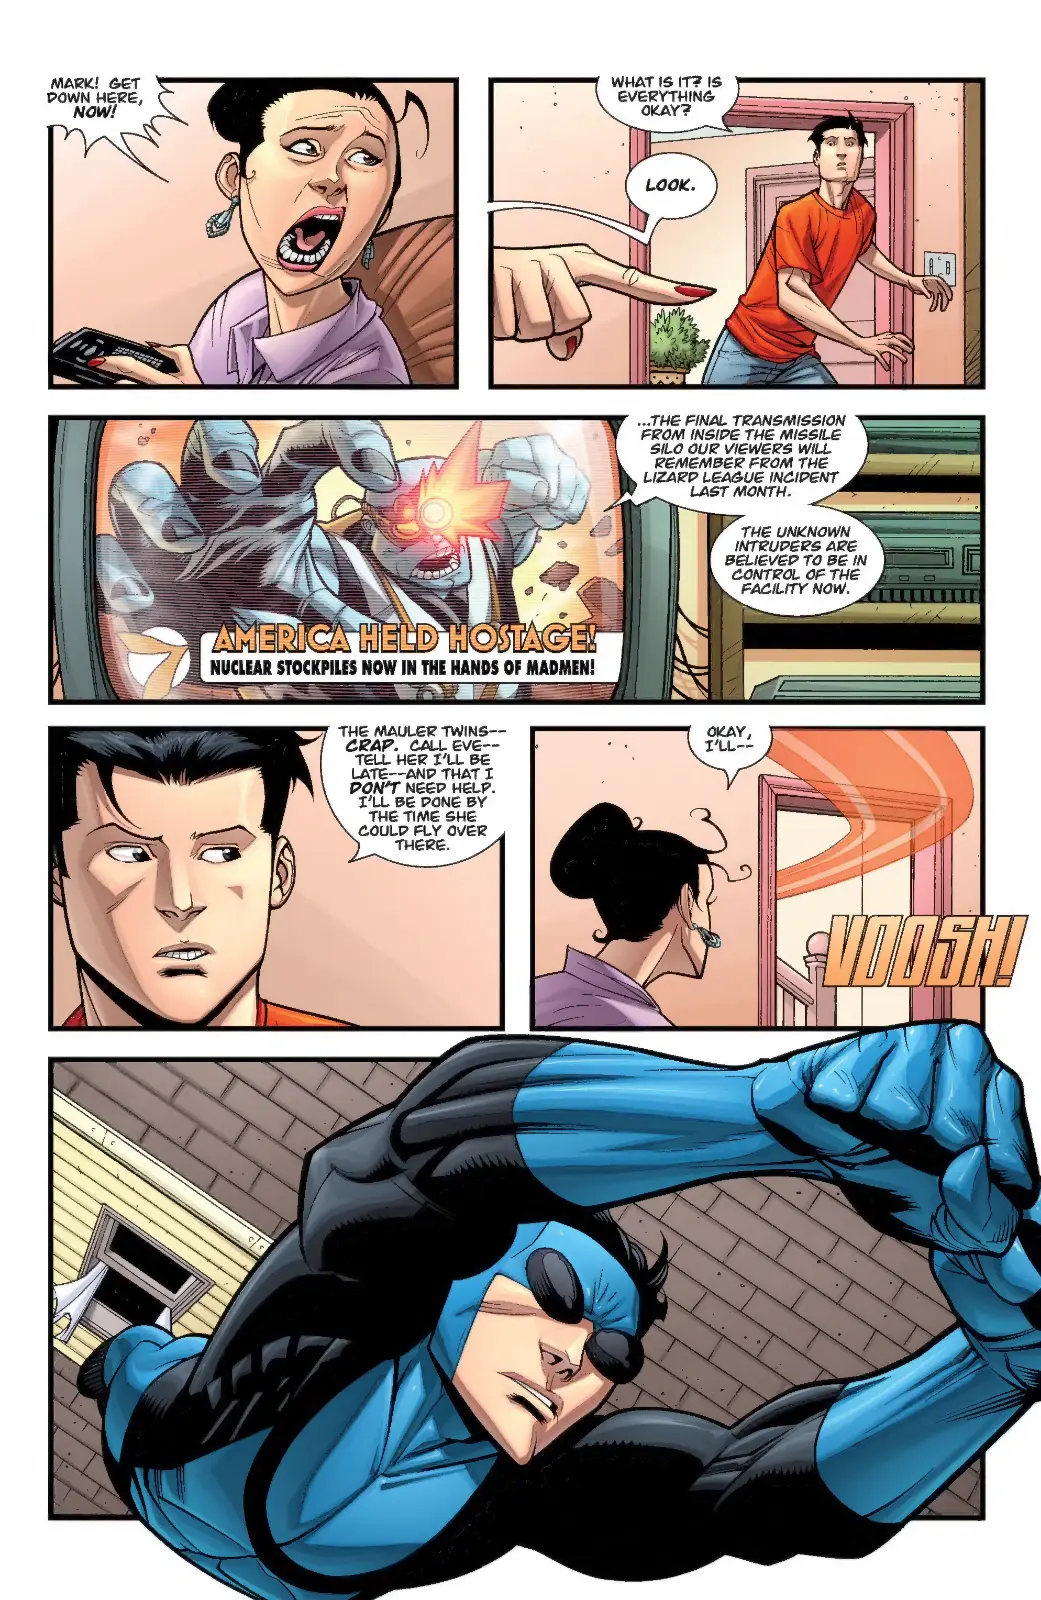 MARK! GET
DOWN HERE,
NOW!
WHAT IS IT? IS
EVERYTHING
OKAY?
LOOK.
...THE FINAL TRANSMISSION
FROM INSIDE THE MISSILE
SILO OUR VIEWERS WILL
REMEMBER FROM THE
LIZARD LEAGUE INCIDENT
LAST MONTH.
THE UNKNOWN
INTRUDERS ARE
BELIEVED TO BE IN
CONTROL OF THE
FACILITY NOW.
7
AMERICA HELD HOSTAGE!
NUCLEAR STOCKPILES NOW IN THE HANDS OF MADMEN!
THE MAULER TWINS--
CRAP. CALL EVE--
TELL HER I'LL BE
LATE--AND THAT I
DON'T NEED HELP.
I'LL BE DONE BY
THE TIME SHE
COULD FLY OVER
THERE.
OKAY,
I'LL--
VOOSH!